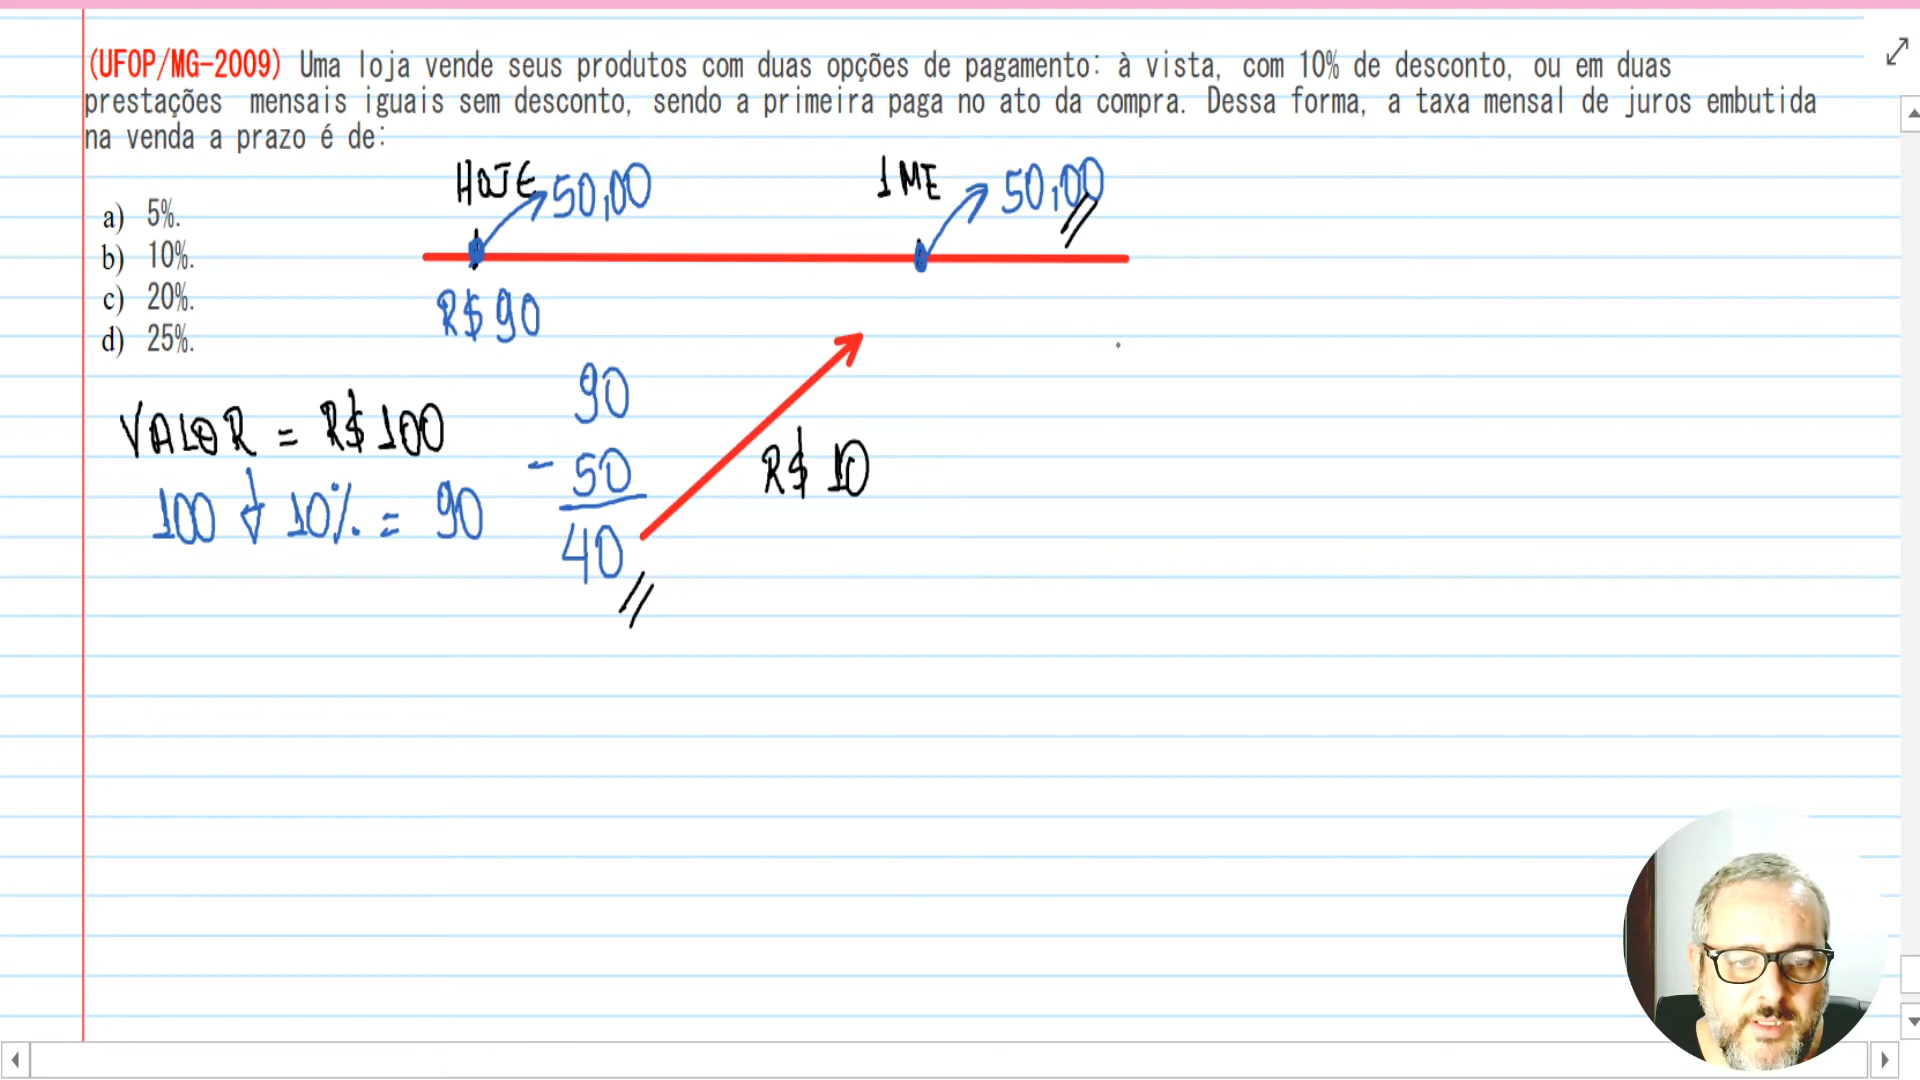 (UFOP/MG-2009) Uma loja vende seus produtos com duas opções de pagamento: à vista, com 10% de desconto, ou em duas
prestações mensais iguais sem desconto, sendo a primeira paga no ato da compra. Dessa forma, a taxa mensal de juros embutida
na venda a prazo é de:
HOJE 50,00 1 ME 50,00
a) 5%.
b) 10%.
c) 20%.
d) 25%.
R$ 90
VALOR = R$ 100
100 ↓ 10% = 90
90
- 50
40
R$ 10